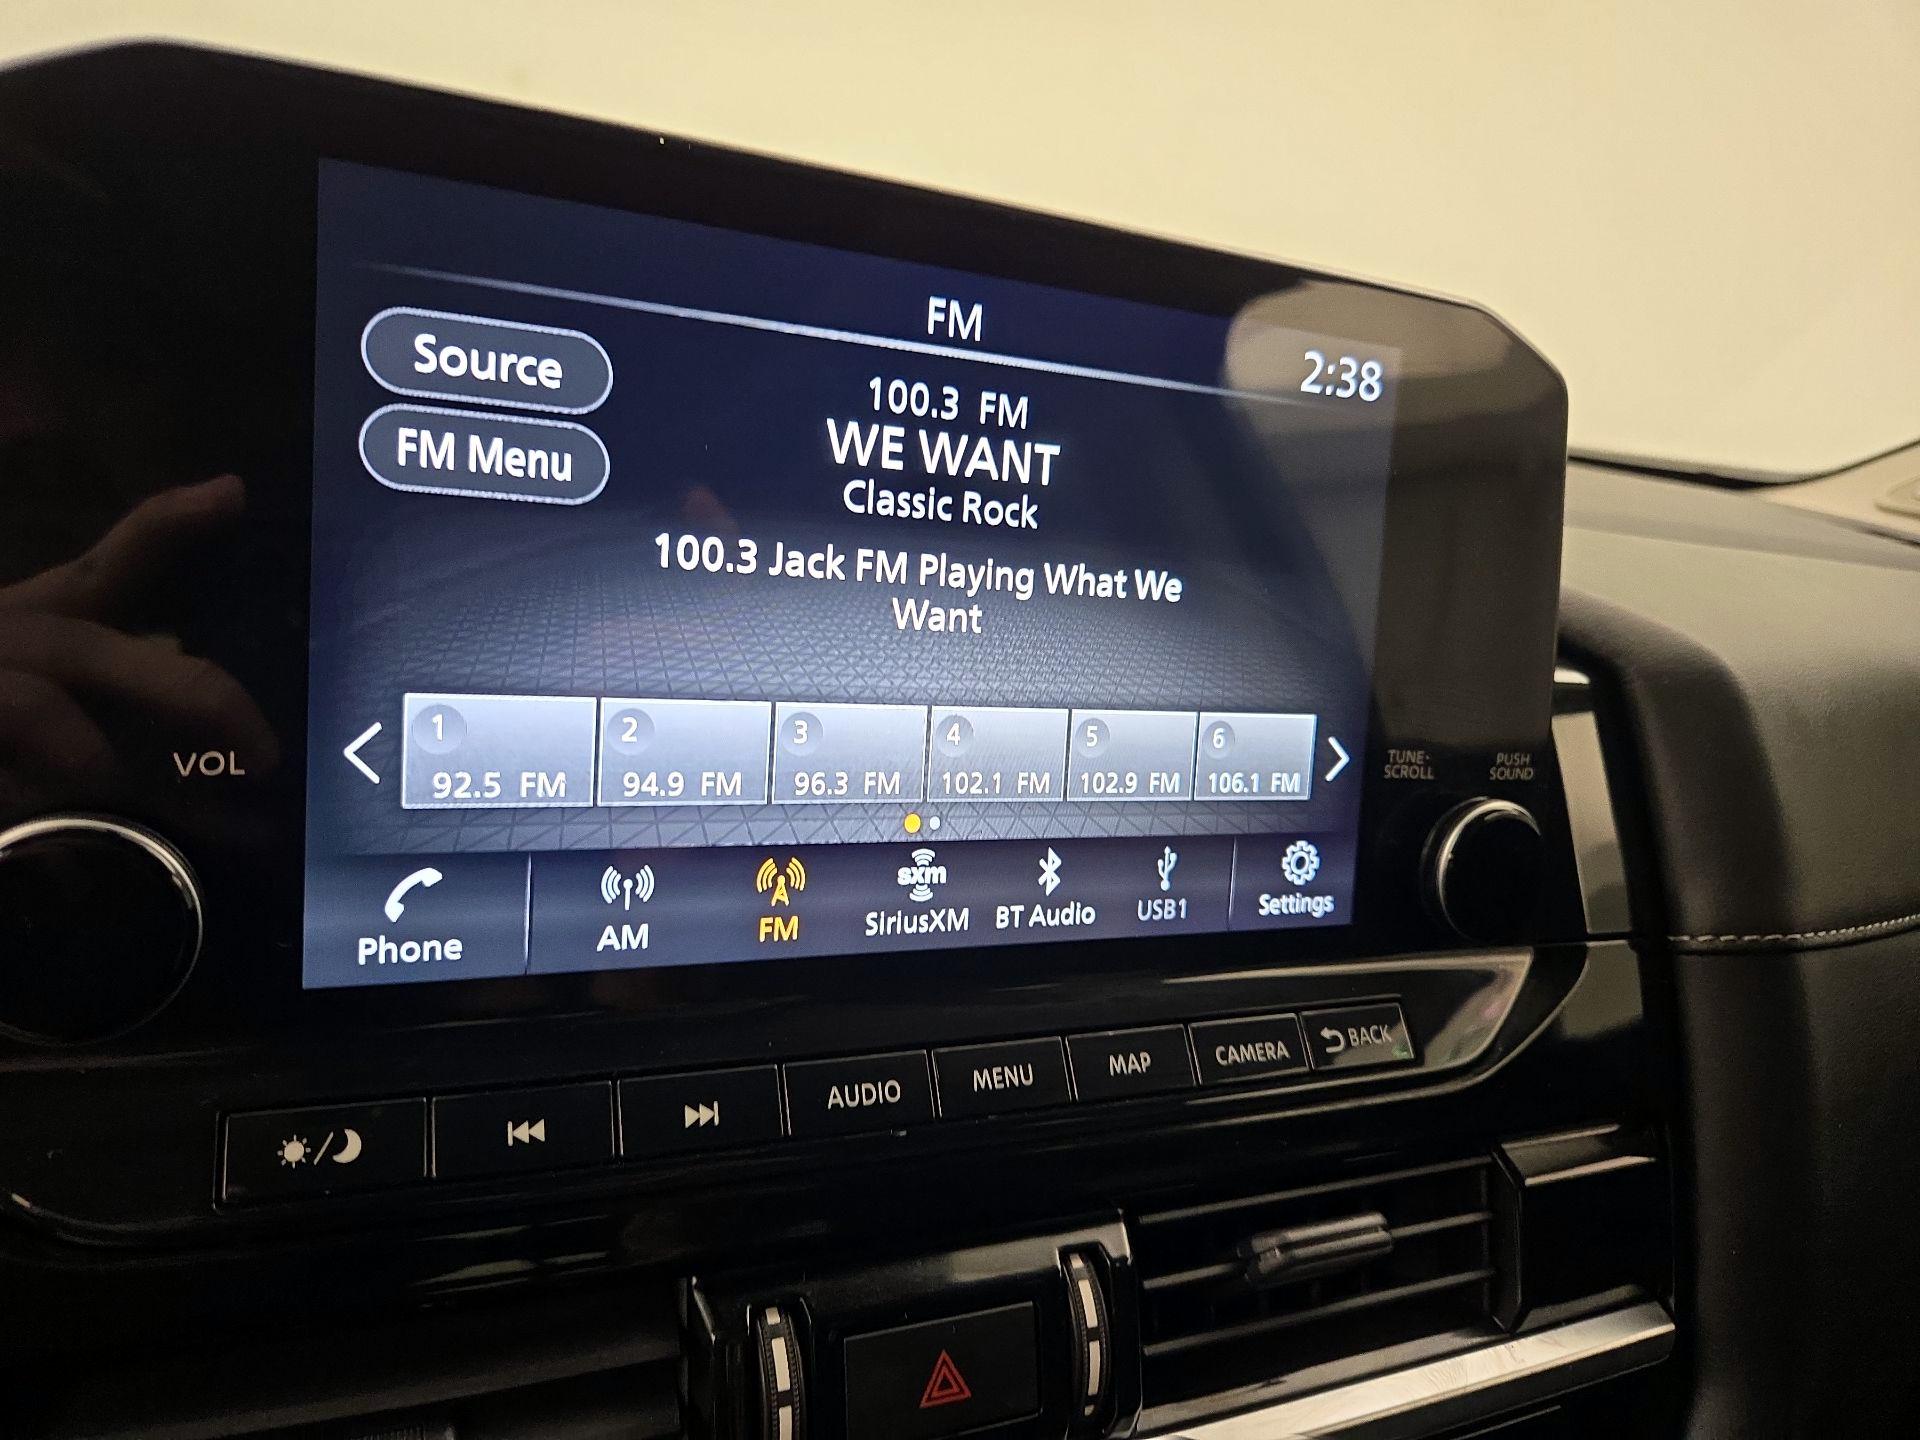 FM
2:38
Source
FM Menu
100.3 FM
WE WANT
Classic Rock
100.3 Jack FM Playing What We
Want
1
92.5 FM
2
94.9 FM
3
96.3 FM
4
102.1 FM
5
102.9 FM
6
106.1 FM
Phone
AM
FM
sxm
SiriusXM
BT Audio
USB1
Settings
VOL
TUNE·
SCROLL
PUSH
SOUND
AUDIO
MENU
MAP
CAMERA
BACK